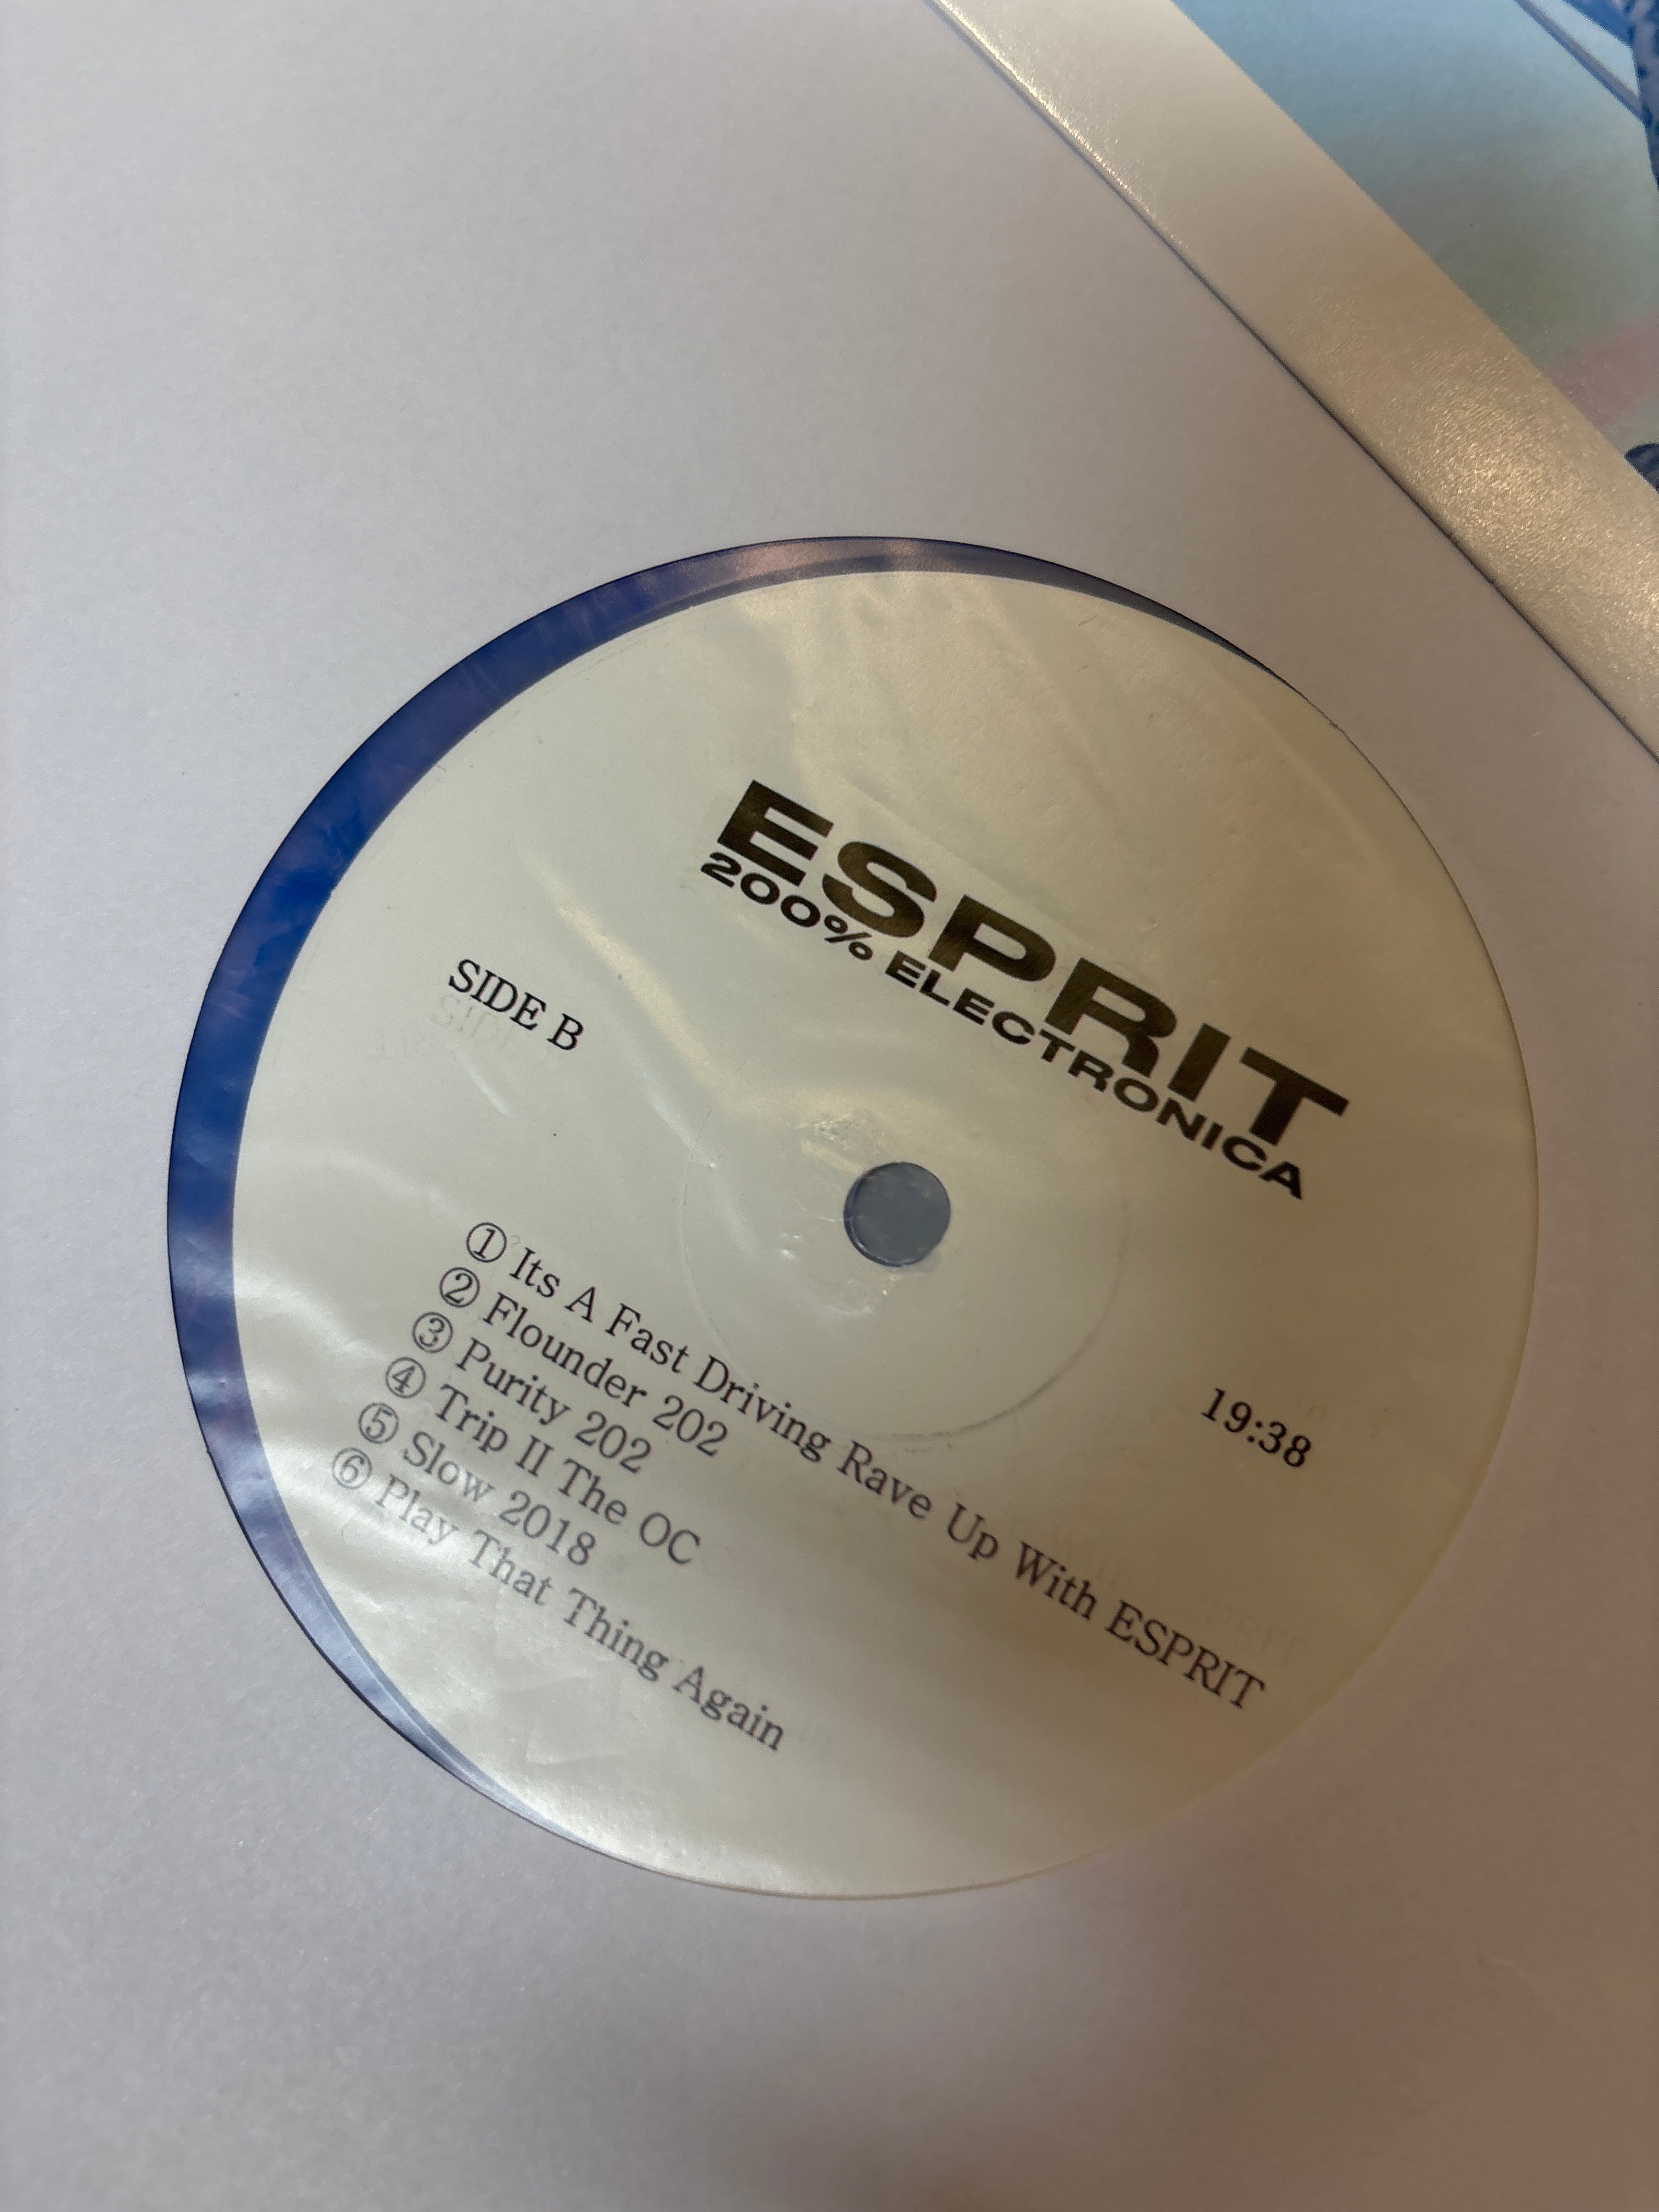 ESPRIT
200% ELECTRONICA
SIDE B
19:38
① Its A Fast Driving Rave Up With ESPRIT
② Flounder 202
③ Purity 202
④ Trip II The OC
⑤ Slow 2018
⑥ Play That Thing Again